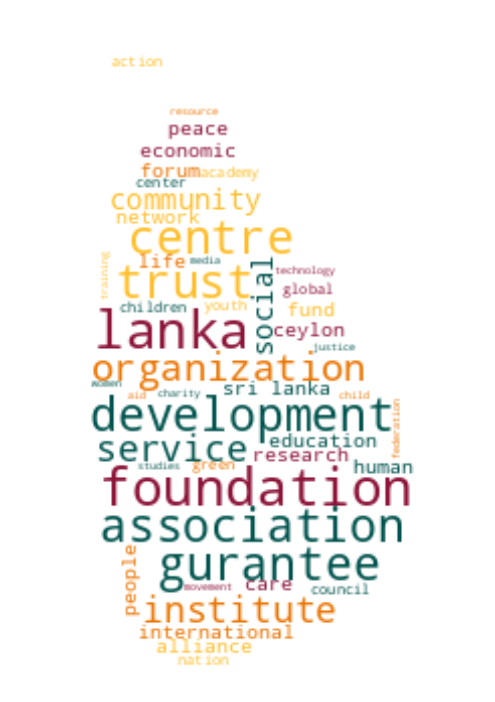 action
resource
peace
economic
forum academy
center
community
network
centre
life media
training
trust
social
technology
global
children youth fund
lanka
ceylon
justice
organization
women
sri lanka
aid charity child
development
federation
service education
research
studies green human
foundation
association
gurantee
people
movement care council
institute
international
alliance
nation